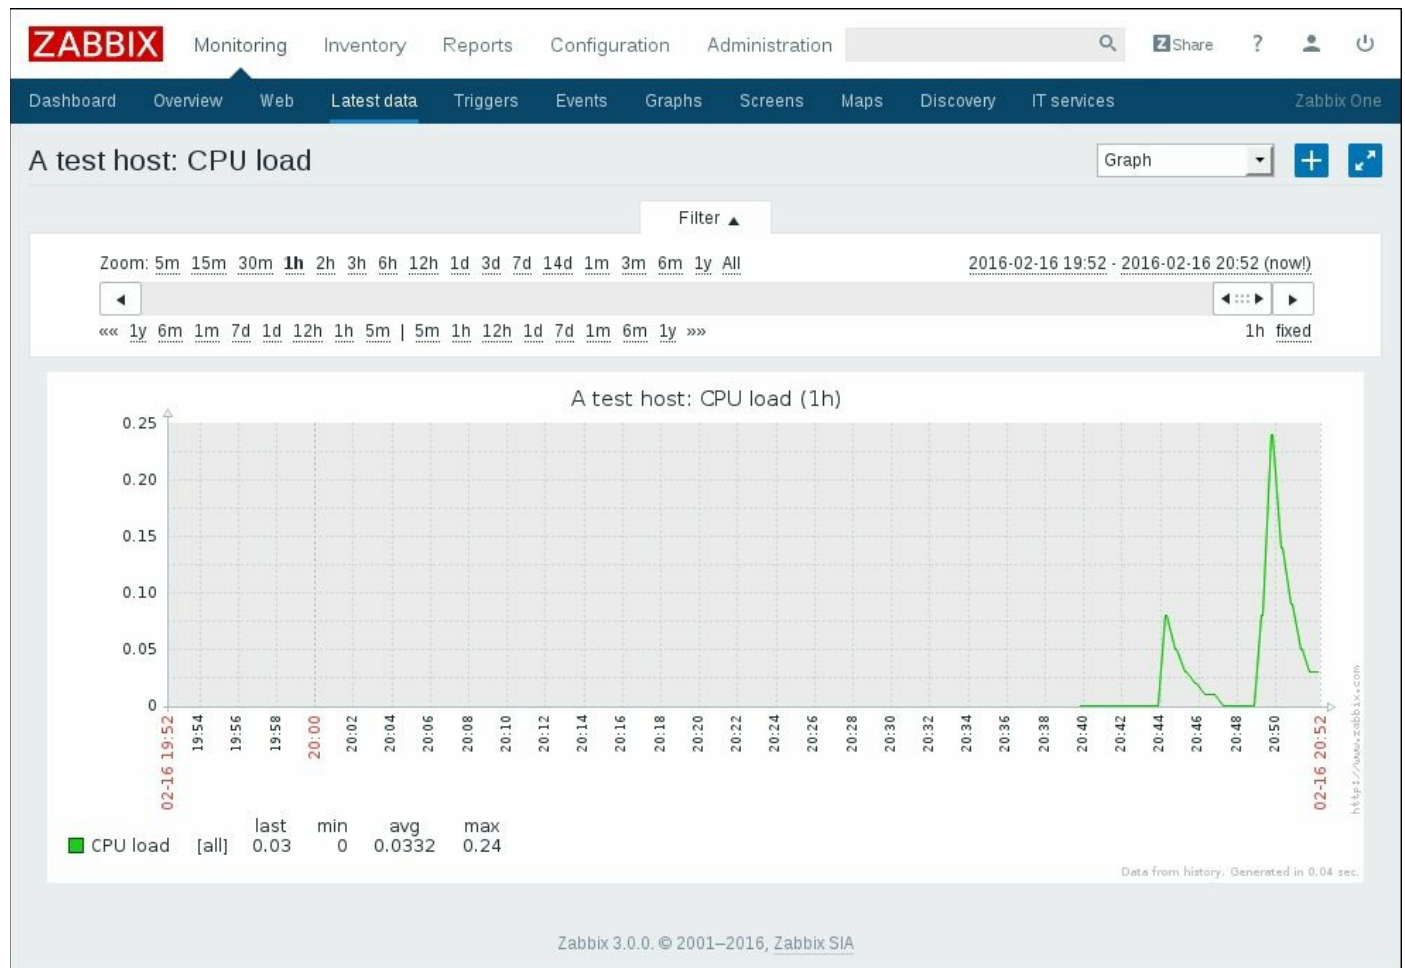 ZABBIX Monitoring Inventory Reports Configuration Administration Z Share ?
Dashboard Overview Web Latest data Triggers Events Graphs Screens Maps Discovery IT services Zabbix One
A test host: CPU load Graph
Filter ▲
Zoom: 5m 15m 30m 1h 2h 3h 6h 12h 1d 3d 7d 14d 1m 3m 6m 1y All 2016-02-16 19:52 - 2016-02-16 20:52 (now!)
«« 1y 6m 1m 7d 1d 12h 1h 5m | 5m 1h 12h 1d 7d 1m 6m 1y »» 1h fixed
A test host: CPU load (1h)
0.25
0.20
0.15
0.10
0.05
0
02-16 19:52 19:54 19:56 19:58 20:00 20:02 20:04 20:06 20:08 20:10 20:12 20:14 20:16 20:18 20:20 20:22 20:24 20:26 20:28 20:30 20:32 20:34 20:36 20:38 20:40 20:42 20:44 20:46 20:48 20:50 02-16 20:52
http://www.zabbix.com
last min avg max
CPU load [all] 0.03 0 0.0332 0.24
Data from history. Generated in 0.04 sec.
Zabbix 3.0.0. © 2001–2016, Zabbix SIA